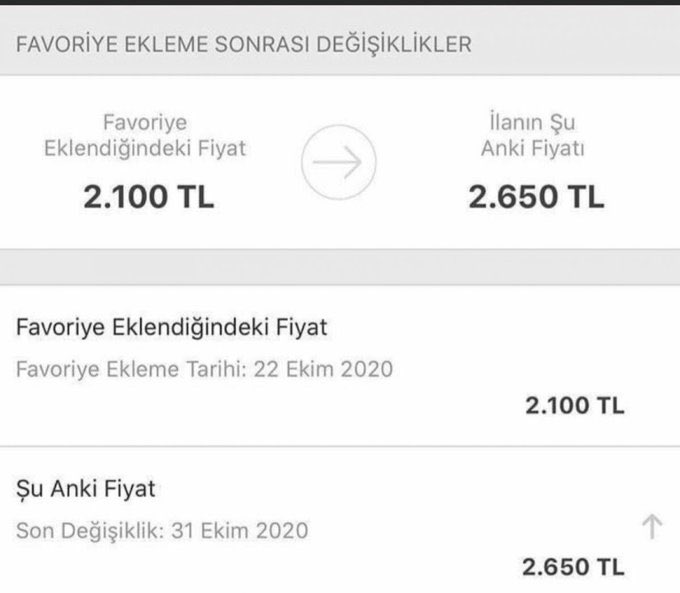 FAVORİYE EKLEME SONRASI DEĞİŞİKLİKLER
Favoriye
Eklendiğindeki Fiyat
2.100 TL
İlanın Şu
Anki Fiyatı
2.650 TL
Favoriye Eklendiğindeki Fiyat
Favoriye Ekleme Tarihi: 22 Ekim 2020
2.100 TL
Şu Anki Fiyat
Son Değişiklik: 31 Ekim 2020
2.650 TL